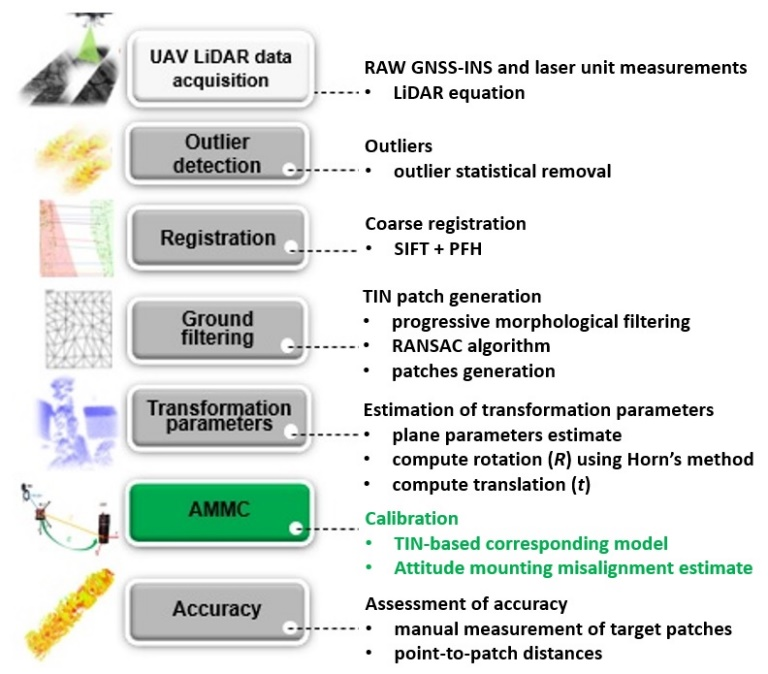 UAV LiDAR data
acquisition
RAW GNSS-INS and laser unit measurements
• LiDAR equation
Outlier
detection
Outliers
• outlier statistical removal
Registration
Coarse registration
• SIFT + PFH
Ground
filtering
TIN patch generation
• progressive morphological filtering
• RANSAC algorithm
• patches generation
Transformation
parameters
Estimation of transformation parameters
• plane parameters estimate
• compute rotation (R) using Horn's method
• compute translation (t)
AMMC
Calibration
• TIN-based corresponding model
• Attitude mounting misalignment estimate
Accuracy
Assessment of accuracy
• manual measurement of target patches
• point-to-patch distances